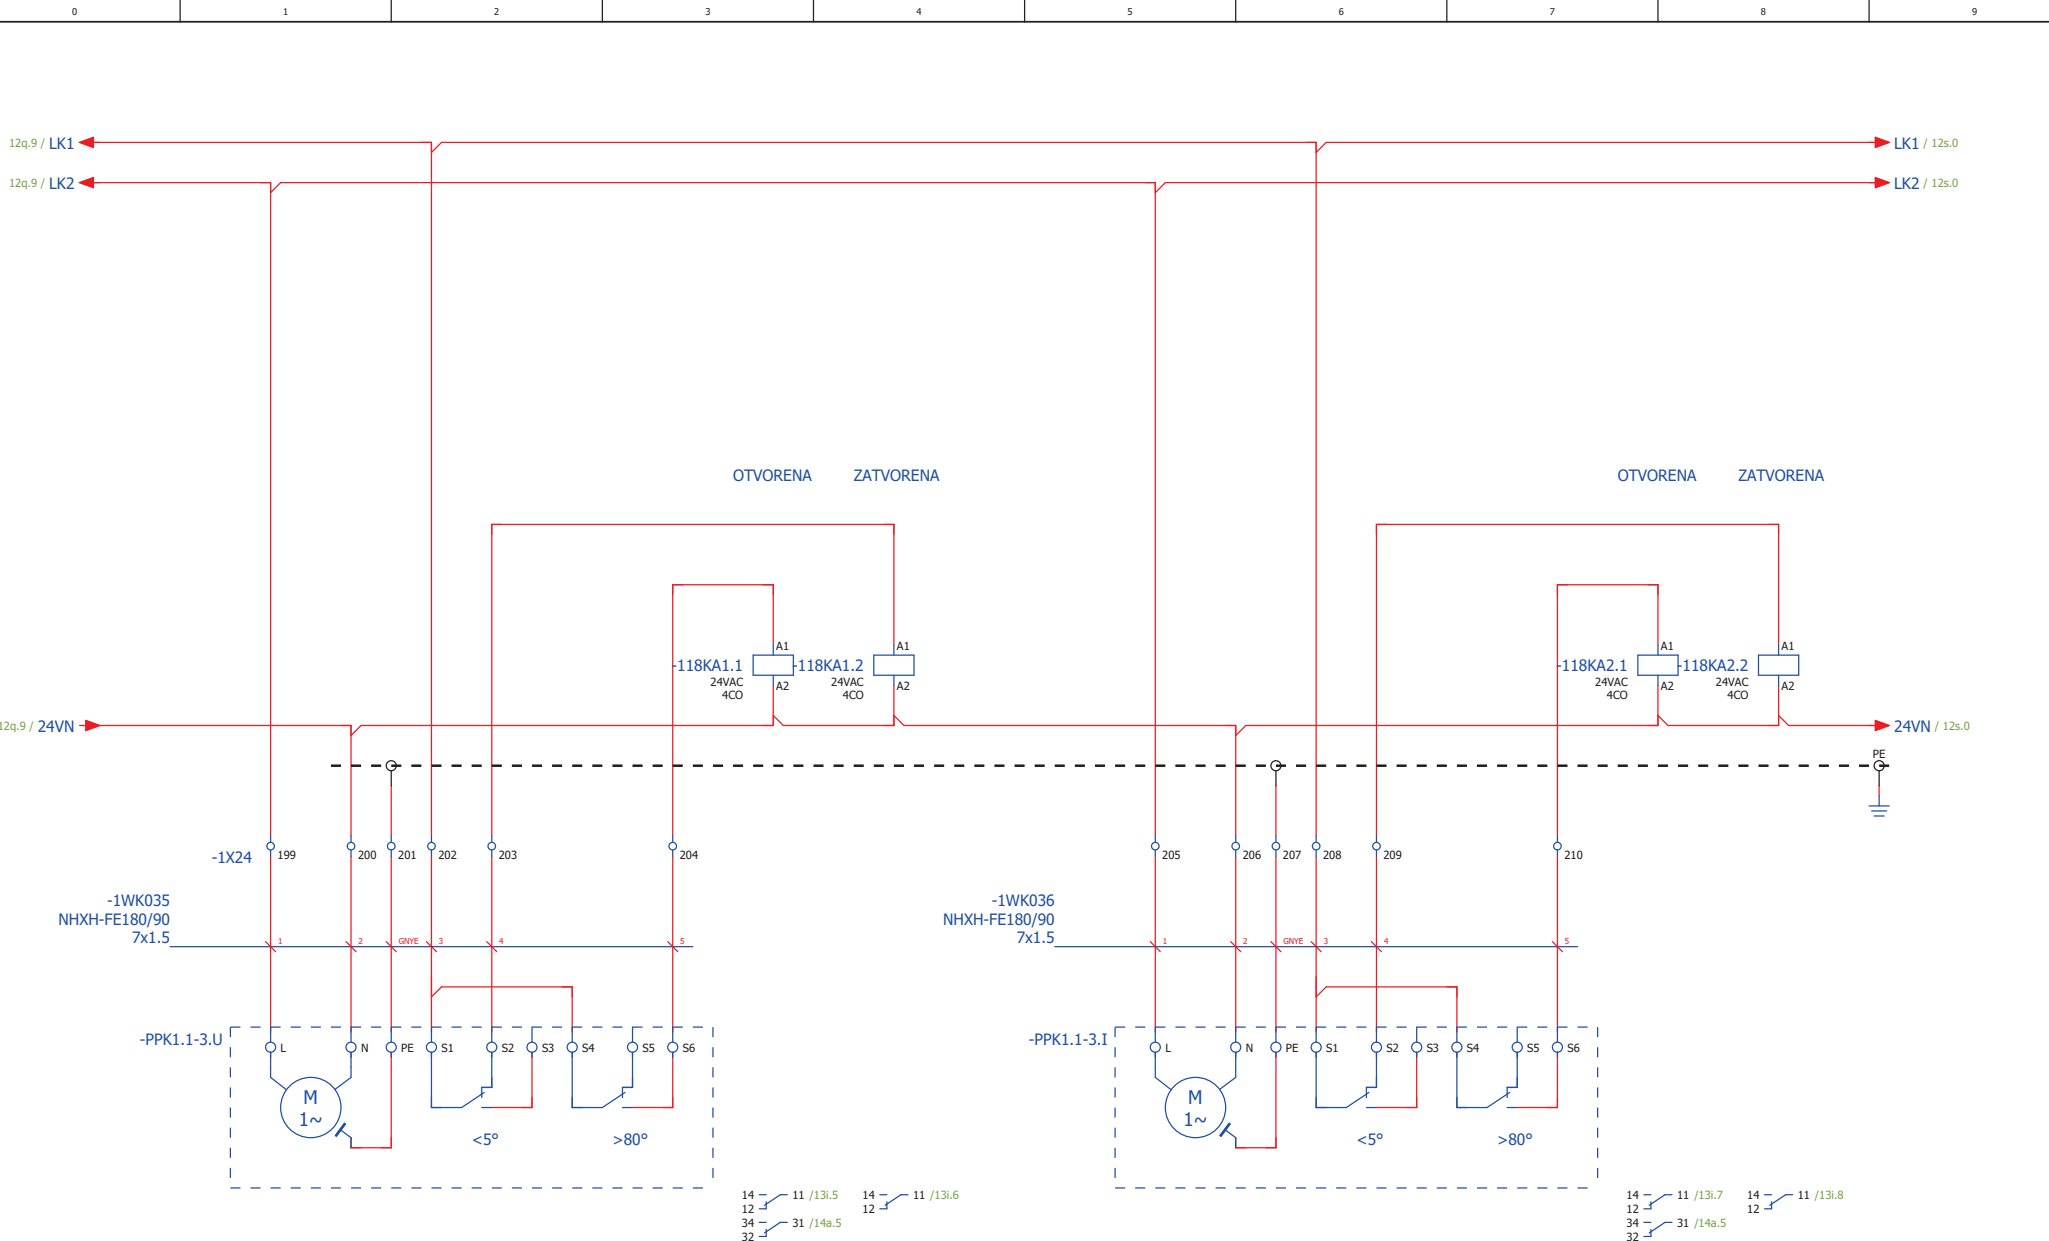 0 1 2 3 4 5 6 7 8 9
12q.9 / LK1 LK1 / 12s.0
12q.9 / LK2 LK2 / 12s.0
OTVORENA ZATVORENA OTVORENA ZATVORENA
A1 A1 A1 A1
-118KA1.1 -118KA1.2 -118KA2.1 -118KA2.2
24VAC A2 24VAC A2 24VAC A2 24VAC A2
4CO 4CO 4CO 4CO
12q.9 / 24VN 24VN / 12s.0
PE
-1X24 199 200 201 202 203 204 205 206 207 208 209 210
-1WK035 -1WK036
NHXH-FE180/90 NHXH-FE180/90
7x1.5 1 2 GNYE 3 4 5 7x1.5 1 2 GNYE 3 4 5
-PPK1.1-3.U L N PE S1 S2 S3 S4 S5 S6 -PPK1.1-3.I L N PE S1 S2 S3 S4 S5 S6
M M
1~ 1~
<5° >80° <5° >80°
14 11 /13i.5 14 11 /13i.6 14 11 /13i.7 14 11 /13i.8
12 12 12 12
34 31 /14a.5 34 31 /14a.5
32 32